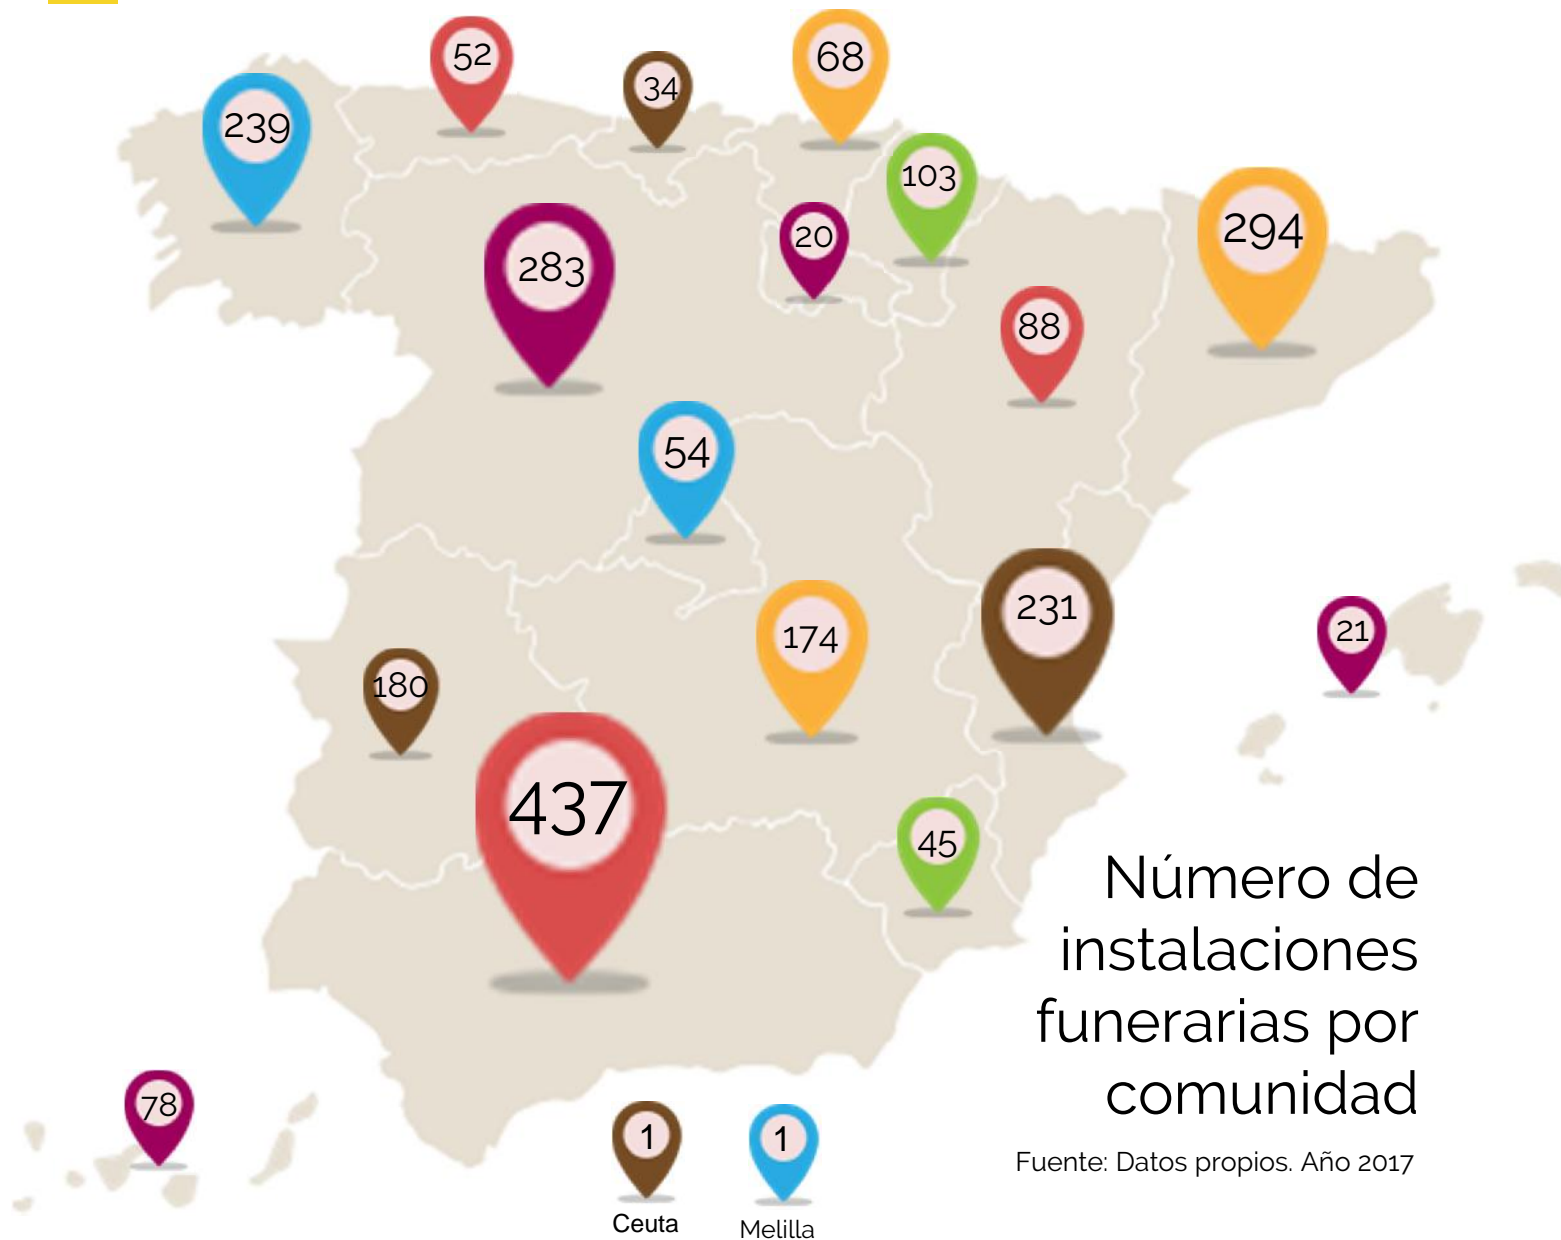 52
34
68
239
103
294
20
283
88
54
231
174
21
180
437
45
Número de
instalaciones
funerarias por
comunidad
Fuente: Datos propios. Año 2017
78
1
1
Ceuta
Melilla